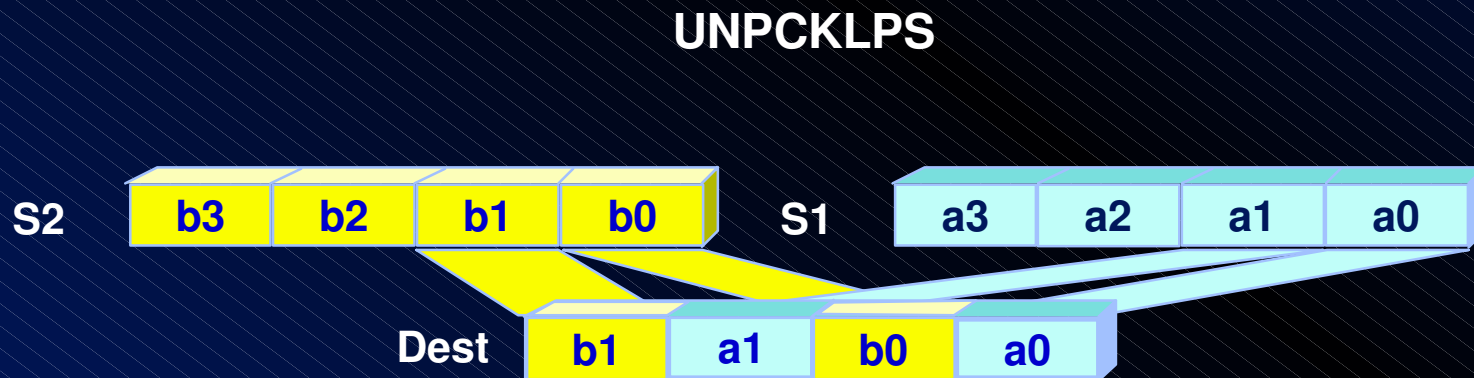 UNPCKLPS
S2 b3 b2 b1 b0 S1 a3 a2 a1 a0
Dest b1 a1 b0 a0